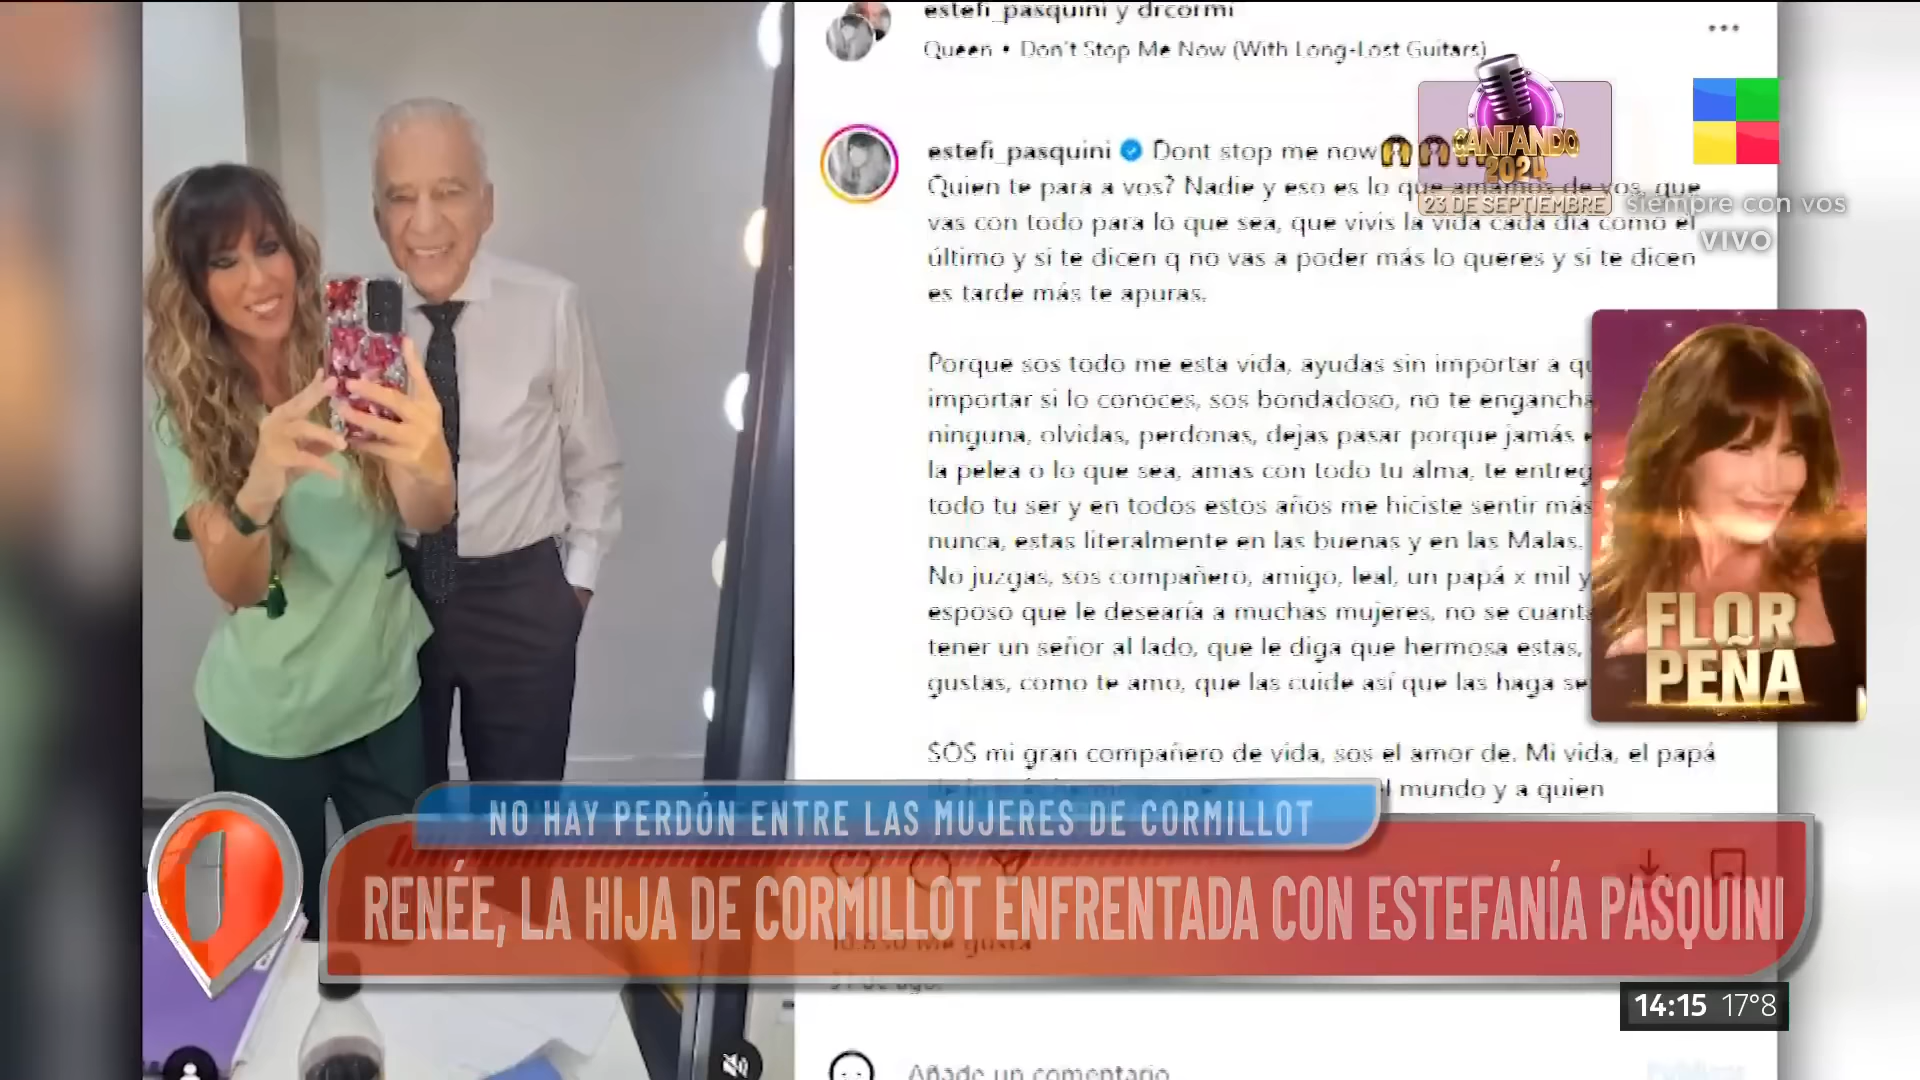 estefi_pasquini y drcormi
Queen • Don't Stop Me Now (With Long-Lost Guitars)
estefi_pasquini Dont stop me now
Quien te para a vos? Nadie y eso es lo que amamos de vos, que
vas con todo para lo que sea, que vivis la vida cada día como el
último y si te dicen q no vas a poder más lo queres y si te dicen
es tarde más te apuras.
Porque sos todo me esta vida, ayudas sin importar a
importar si lo conoces, sos bondadoso, no te engancha
ninguna, olvidas, perdonas, dejas pasar porque jamás
la pelea o lo que sea, amas con todo tu alma, te entreg
todo tu ser y en todos estos años me hiciste sentir más
nunca, estas literalmente en las buenas y en las Malas.
No juzgas, sos compañero, amigo, leal, un papá x mil y
esposo que le desearía a muchas mujeres, no se cuant
tener un señor al lado, que le diga que hermosa estas,
gustas, como te amo, que las cuide así que las haga se
SOS mi gran compañero de vida, sos el amor de. Mi vida, el papá
el mundo y a quien
CANTANDO
2024
23 DE SEPTIEMBRE
siempre con vos
VIVO
FLOR
PEÑA
NO HAY PERDÓN ENTRE LAS MUJERES DE CORMILLOT
RENÉE, LA HIJA DE CORMILLOT ENFRENTADA CON ESTEFANÍA PASQUINI
Me gusta
31 de ago.
14:15 17°8
Añade un comentario
Publicar